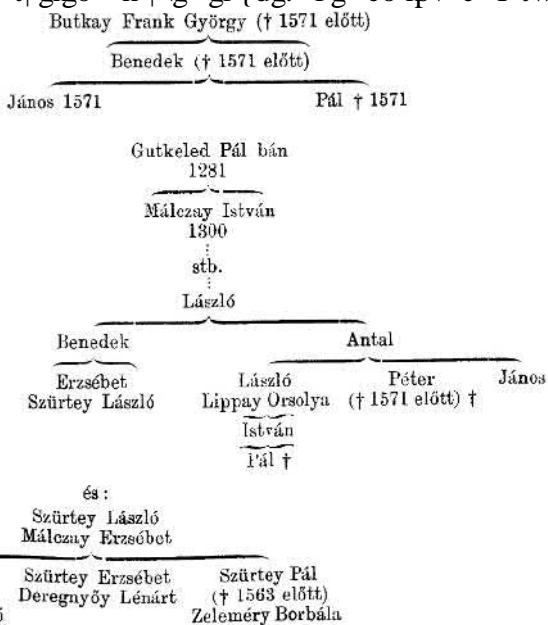 Butkay Frank György († 1571 előtt)
Benedek († 1571 előtt)
János 1571 Pál † 1571
Gutkeled Pál bán
1281
Málczay István
1300
stb.
László
Benedek Antal
Erzsébet László Péter János
Szürtey László Lippay Orsolya († 1571 előtt) †
István
Pál †
és:
Szürtey László
Málczay Erzsébet
Szürtey Erzsébet Szürtey Pál
Deregnyőy Lénárt († 1563 előtt)
Zeleméry Borbála